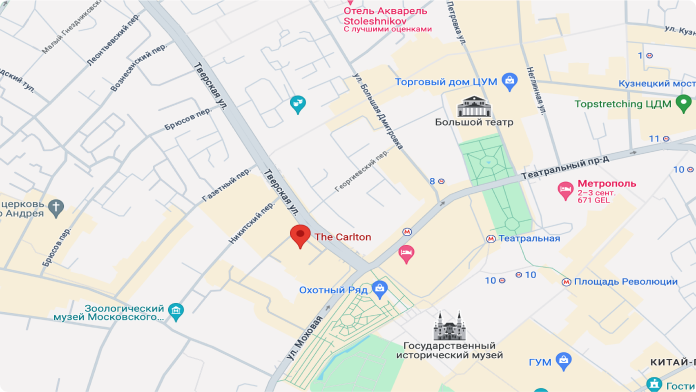 Отель Акварель
Stoleshnikov
С лучшими оценками
Петровка ул.
Малый Гнездниковский пер.
Леонтьевский пер.
Вознесенский пер.
Тверская ул.
ул. Большая Дмитровка
Торговый дом ЦУМ
Неглинная ул.
1
Кузнецкий мост
Topstretching ЦДМ
Большой театр
Брюсов пер.
11
Георгиевский пер.
Театральный пр-д
10
Газетный пер.
8
Метрополь
2–3 сент.
671 GEL
церковь
Андрея
Тверская ул.
Никитский пер.
The Carlton
М
М Театральная
Брюсов пер.
10
10
М Площадь Революции
Охотный Ряд
Зоологический
музей Московского...
ул. Моховая
Государственный
исторический музей
ГУМ
КИТАЙ-
Гости